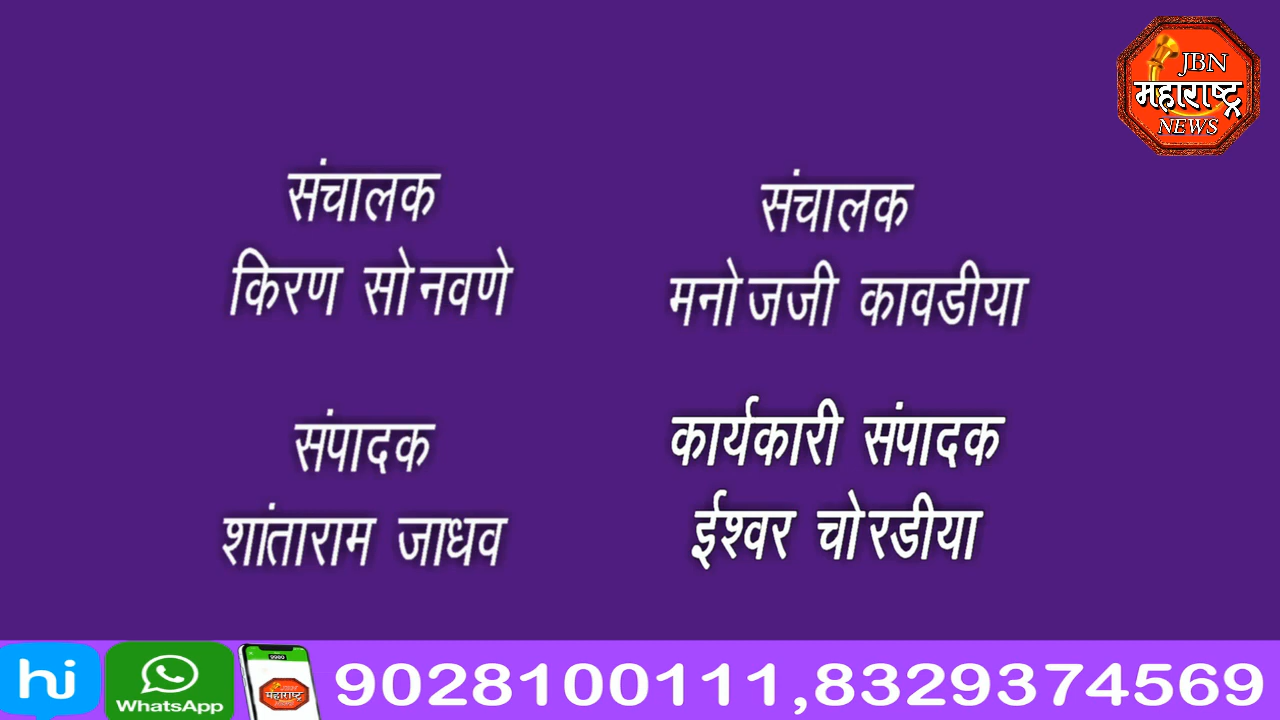 JBN
महाराष्ट्र
NEWS
संचालक
किरण सोनवणे
संचालक
मनोजजी कावडीया
संपादक
शांताराम जाधव
कार्यकारी संपादक
ईश्वर चोरडीया
hi
WhatsApp
महाराष्ट्र
9028100111,8329374569